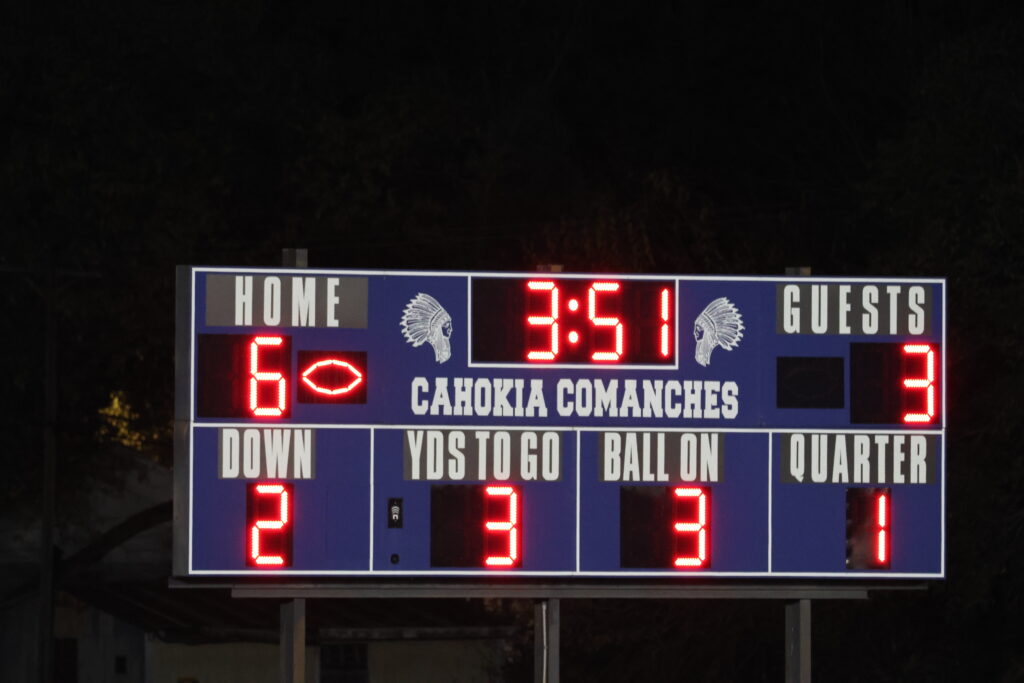 HOME 3:51 GUESTS
6 3
CAHOKIA COMANCHES
DOWN YDS TO GO BALL ON QUARTER
2 3 3 1